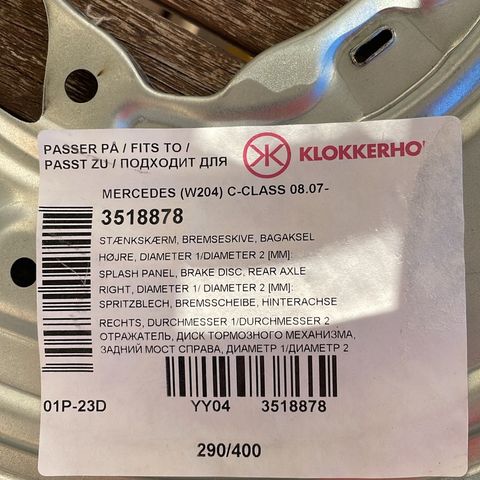 PASSER PÅ / FITS TO /
PASST ZU / ПОДХОДИТ ДЛЯ
KLOKKERHO
MERCEDES (W204) C-CLASS 08.07-
3518878
STÆNKSKÆRM, BREMSESKIVE, BAGAKSEL
HØJRE, DIAMETER 1/DIAMETER 2 [MM]:
SPLASH PANEL, BRAKE DISC, REAR AXLE
RIGHT, DIAMETER 1/ DIAMETER 2 [MM]:
SPRITZBLECH, BREMSSCHEIBE, HINTERACHSE
RECHTS, DURCHMESSER 1/DURCHMESSER 2
ОТРАЖАТЕЛЬ, ДИСК ТОРМОЗНОГО МЕХАНИЗМА,
ЗАДНИЙ МОСТ СПРАВА, ДИАМЕТР 1/ДИАМЕТР 2
01P-23D YY04 3518878
290/400